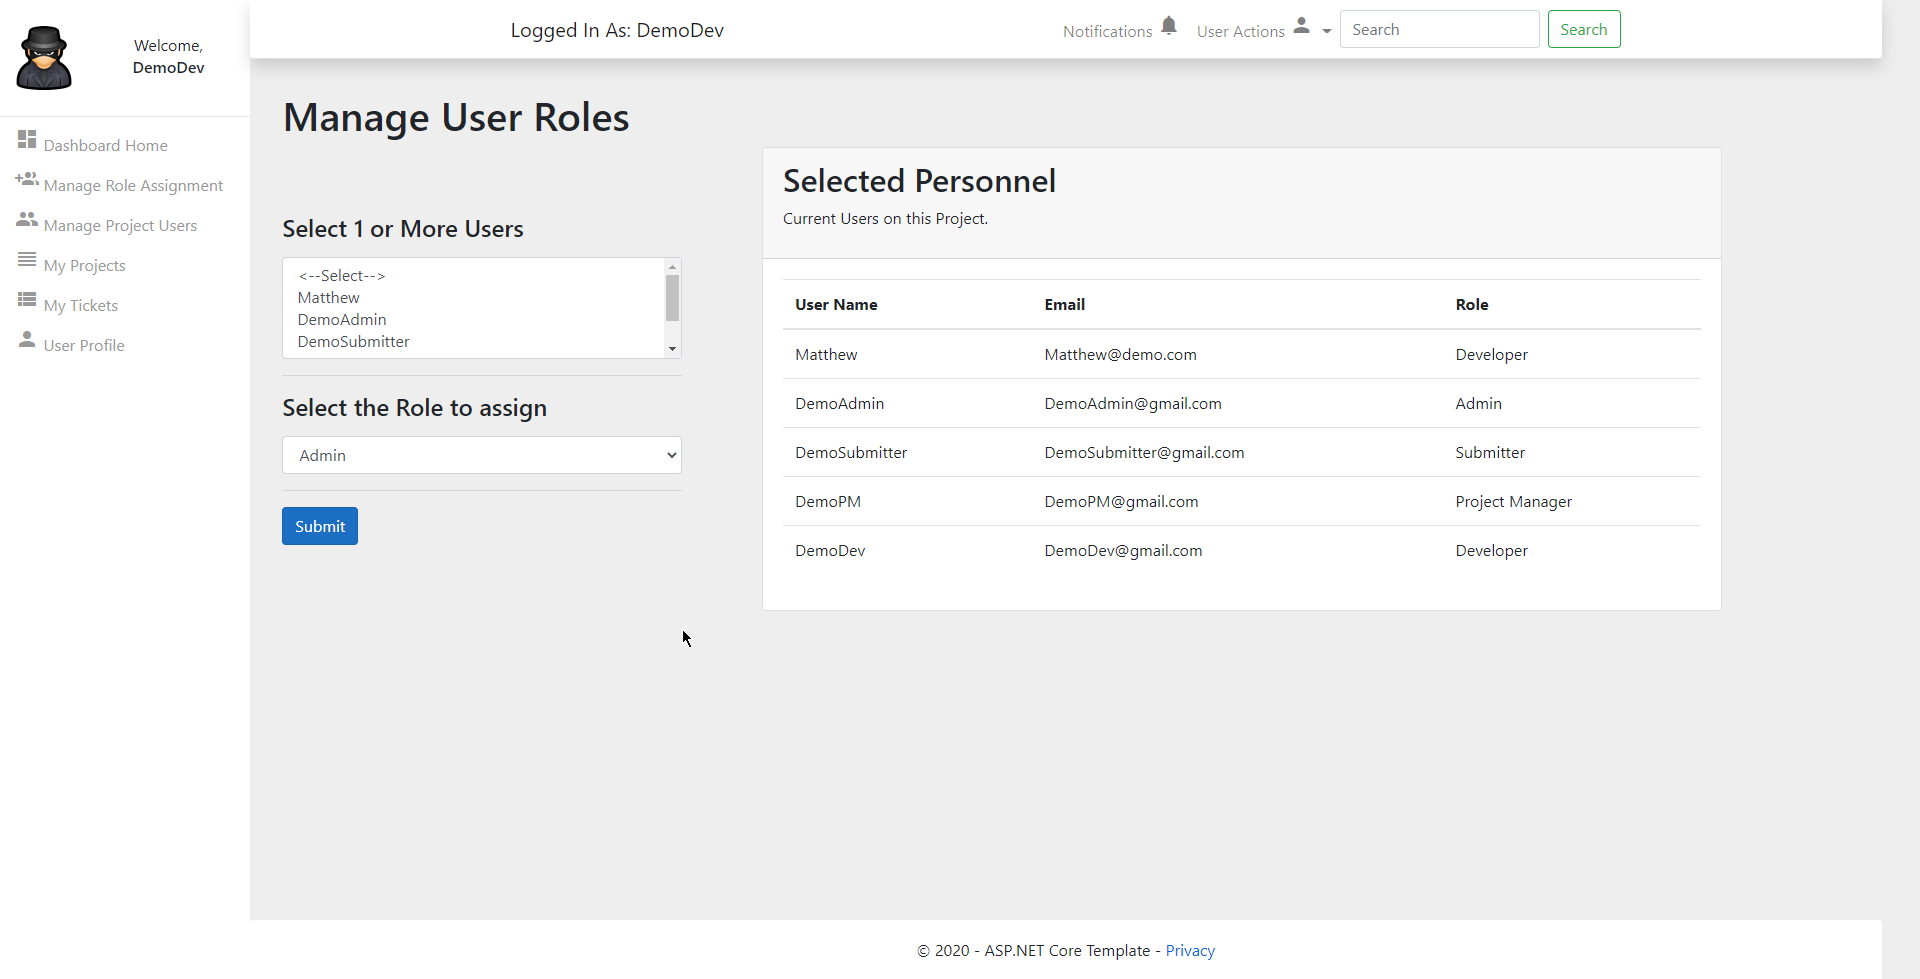 Welcome,
DemoDev
Logged In As: DemoDev
Notifications
User Actions
Search
Search
Dashboard Home
Manage Role Assignment
Manage Project Users
My Projects
My Tickets
User Profile
Manage User Roles
Select 1 or More Users
<--Select-->
Matthew
DemoAdmin
DemoSubmitter
Select the Role to assign
Admin
Submit
Selected Personnel
Current Users on this Project.
User Name Email Role
Matthew Matthew@demo.com Developer
DemoAdmin DemoAdmin@gmail.com Admin
DemoSubmitter DemoSubmitter@gmail.com Submitter
DemoPM DemoPM@gmail.com Project Manager
DemoDev DemoDev@gmail.com Developer
© 2020 - ASP.NET Core Template - Privacy